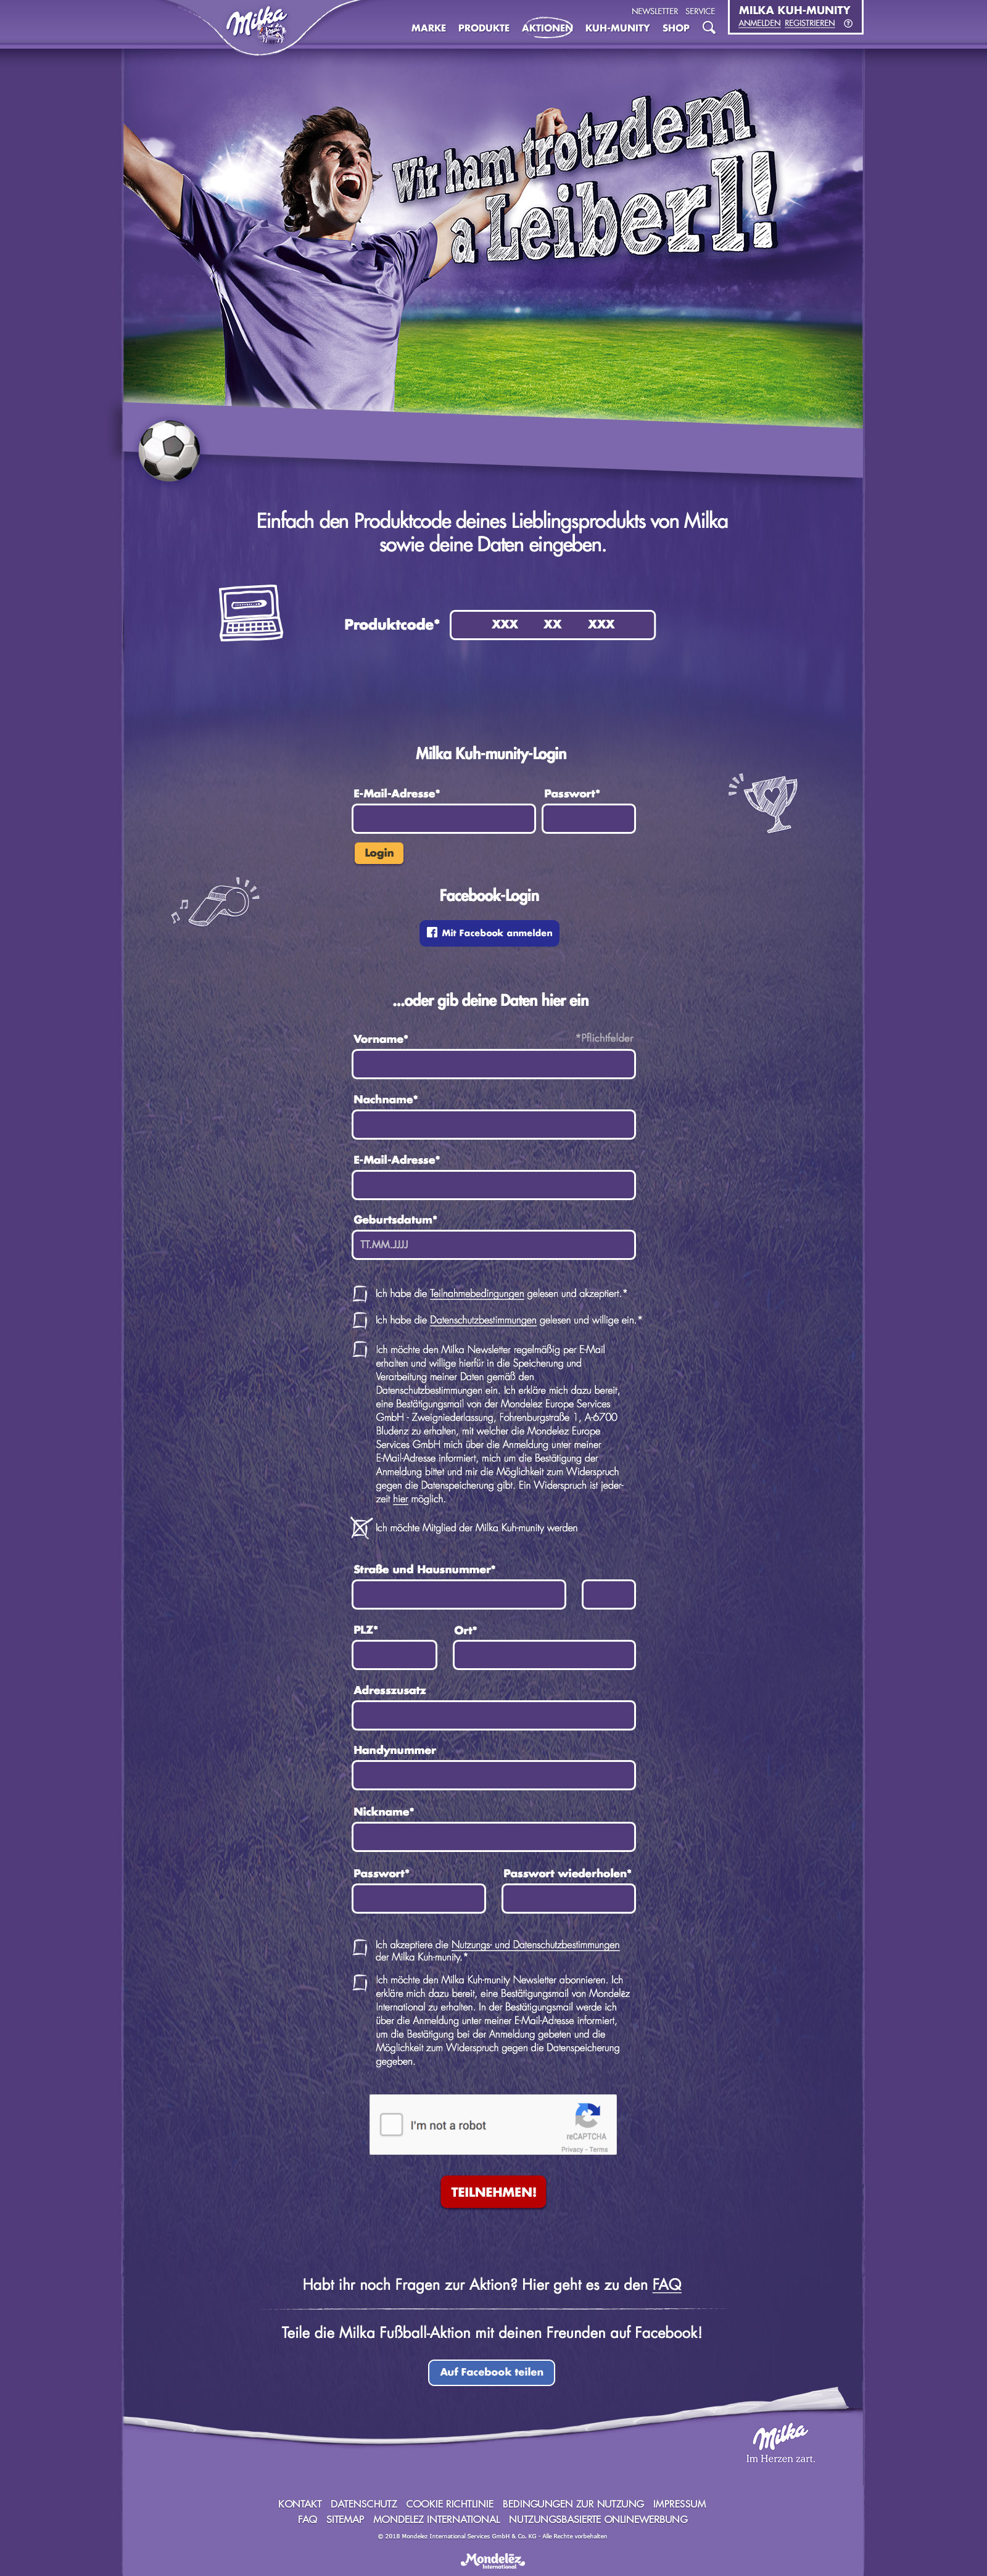 Milka
NEWSLETTER SERVICE
MARKE PRODUKTE AKTIONEN KUH-MUNITY SHOP
MILKA KUH-MUNITY
ANMELDEN REGISTRIEREN ?
Wir ham trotzdem
a Leiberl!
Einfach den Produktcode deines Lieblingsprodukts von Milka
sowie deine Daten eingeben.
Produktcode* XXX XX XXX
Milka Kuh-munity-Login
E-Mail-Adresse* Passwort*
Login
Facebook-Login
Mit Facebook anmelden
...oder gib deine Daten hier ein
Vorname* *Pflichtfelder
Nachname*
E-Mail-Adresse*
Geburtsdatum*
TT.MM.JJJJ
Ich habe die Teilnahmebedingungen gelesen und akzeptiert.*
Ich habe die Datenschutzbestimmungen gelesen und willige ein.*
Ich möchte den Milka Newsletter regelmäßig per E-Mail
erhalten und willige hierfür in die Speicherung und
Verarbeitung meiner Daten gemäß den
Datenschutzbestimmungen ein. Ich erkläre mich dazu bereit,
eine Bestätigungsmail von der Mondelez Europe Services
GmbH - Zweigniederlassung, Fohrenburgstraße 1, A-6700
Bludenz zu erhalten, mit welcher die Mondelez Europe
Services GmbH mich über die Anmeldung unter meiner
E-Mail-Adresse informiert, mich um die Bestätigung der
Anmeldung bittet und mir die Möglichkeit zum Widerspruch
gegen die Datenspeicherung gibt. Ein Widerspruch ist jeder-
zeit hier möglich.
Ich möchte Mitglied der Milka Kuh-munity werden
Straße und Hausnummer*
PLZ* Ort*
Adresszusatz
Handynummer
Nickname*
Passwort* Passwort wiederholen*
Ich akzeptiere die Nutzungs- und Datenschutzbestimmungen
der Milka Kuh-munity.*
Ich möchte den Milka Kuh-munity Newsletter abonnieren. Ich
erkläre mich dazu bereit, eine Bestätigungsmail von Mondelez
International zu erhalten. In der Bestätigungsmail werde ich
über die Anmeldung unter meiner E-Mail-Adresse informiert,
um die Bestätigung bei der Anmeldung gebeten und die
Möglichkeit zum Widerspruch gegen die Datenspeicherung
gegeben.
I'm not a robot
reCAPTCHA
Privacy - Terms
TEILNEHMEN!
Habt ihr noch Fragen zur Aktion? Hier geht es zu den FAQ
Teile die Milka Fußball-Aktion mit deinen Freunden auf Facebook!
Auf Facebook teilen
Milka
Im Herzen zart.
KONTAKT DATENSCHUTZ COOKIE RICHTLINIE BEDINGUNGEN ZUR NUTZUNG IMPRESSUM
FAQ SITEMAP MONDELEZ INTERNATIONAL NUTZUNGSBASIERTE ONLINEWERBUNG
© 2018 Mondelez International Services GmbH & Co. KG - Alle Rechte vorbehalten
Mondelēz
International